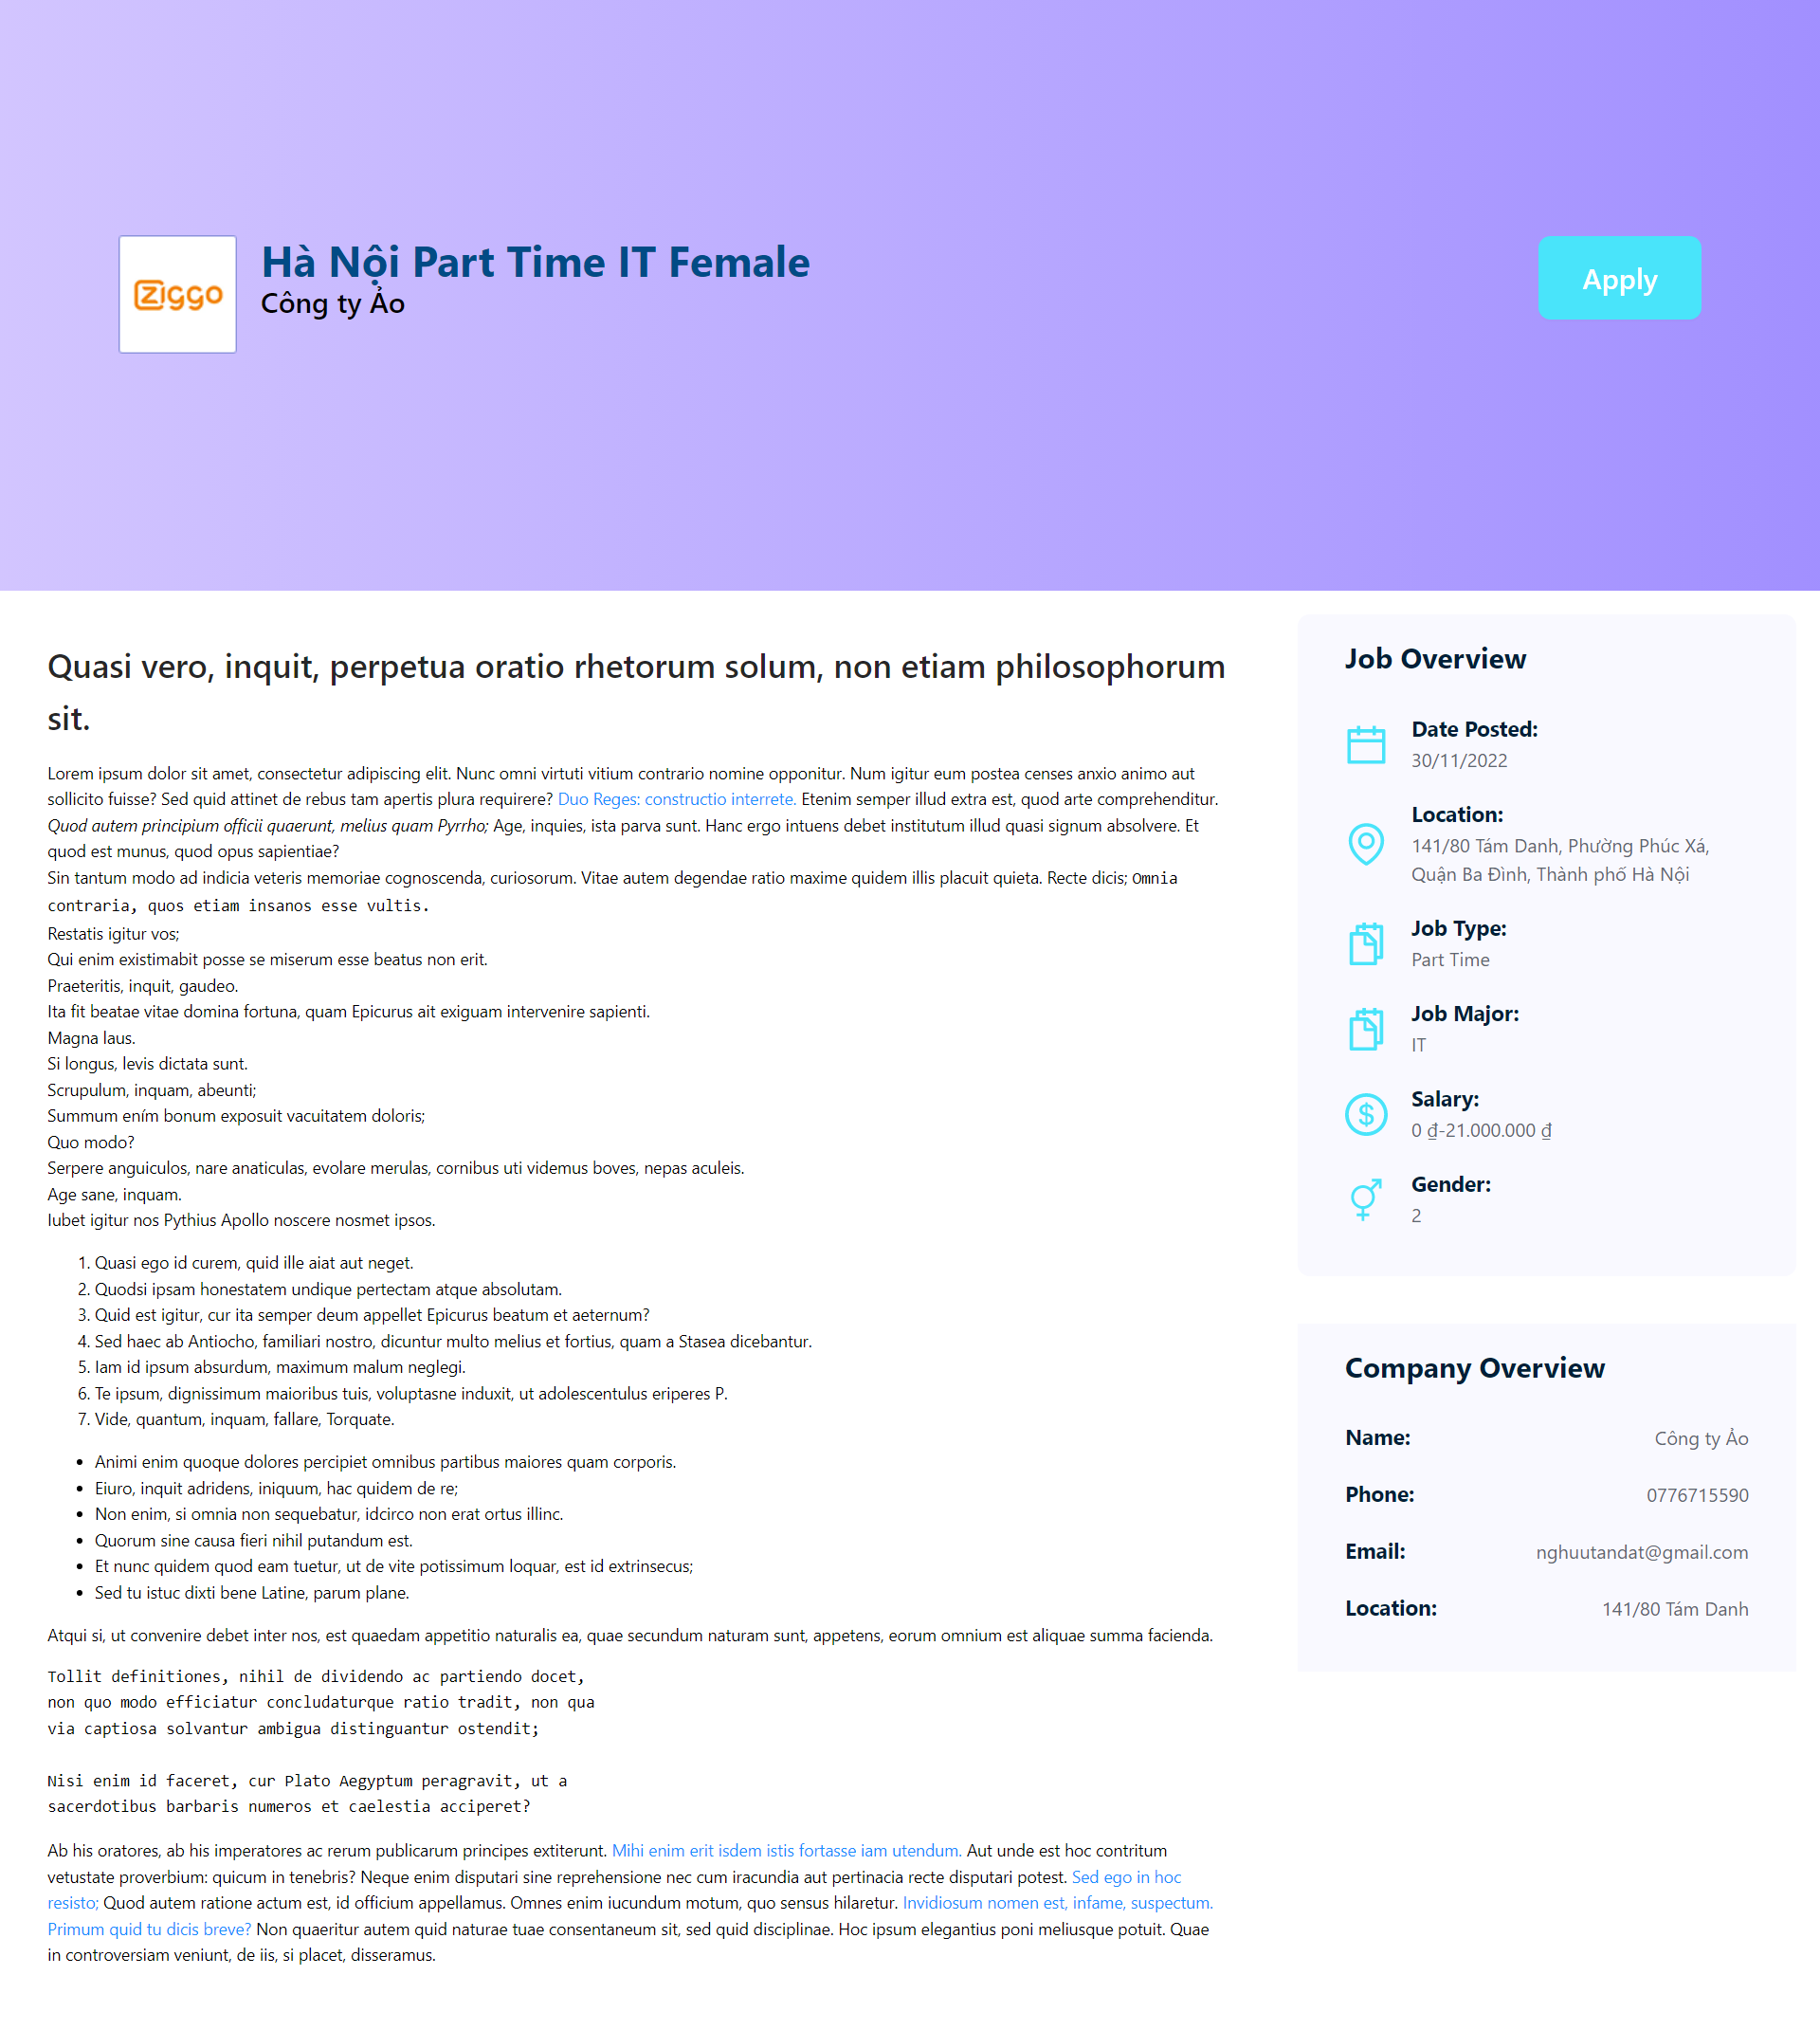 ziggo
Hà Nội Part Time IT Female
Công ty Ảo
Apply
Quasi vero, inquit, perpetua oratio rhetorum solum, non etiam philosophorum
sit.
Lorem ipsum dolor sit amet, consectetur adipiscing elit. Nunc omni virtuti vitium contrario nomine opponitur. Num igitur eum postea censes anxio animo aut
sollicito fuisse? Sed quid attinet de rebus tam apertis plura requirere? Duo Reges: constructio interrete. Etenim semper illud extra est, quod arte comprehenditur.
Quod autem principium officii quaerunt, melius quam Pyrrho; Age, inquies, ista parva sunt. Hanc ergo intuens debet institutum illud quasi signum absolvere. Et
quod est munus, quod opus sapientiae?
Sin tantum modo ad indicia veteris memoriae cognoscenda, curiosorum. Vitae autem degendae ratio maxime quidem illis placuit quieta. Recte dicis; Omnia
contraria, quos etiam insanos esse vultis.
Restatis igitur vos;
Qui enim existimabit posse se miserum esse beatus non erit.
Praeteritis, inquit, gaudeo.
Ita fit beatae vitae domina fortuna, quam Epicurus ait exiguam intervenire sapienti.
Magna laus.
Si longus, levis dictata sunt.
Scrupulum, inquam, abeunti;
Summum ením bonum exposuit vacuitatem doloris;
Quo modo?
Serpere anguiculos, nare anaticulas, evolare merulas, cornibus uti videmus boves, nepas aculeis.
Age sane, inquam.
Iubet igitur nos Pythius Apollo noscere nosmet ipsos.
1. Quasi ego id curem, quid ille aiat aut neget.
2. Quodsi ipsam honestatem undique pertectam atque absolutam.
3. Quid est igitur, cur ita semper deum appellet Epicurus beatum et aeternum?
4. Sed haec ab Antiocho, familiari nostro, dicuntur multo melius et fortius, quam a Stasea dicebantur.
5. Iam id ipsum absurdum, maximum malum neglegi.
6. Te ipsum, dignissimum maioribus tuis, voluptasne induxit, ut adolescentulus eriperes P.
7. Vide, quantum, inquam, fallare, Torquate.
• Animi enim quoque dolores percipiet omnibus partibus maiores quam corporis.
• Eiuro, inquit adridens, iniquum, hac quidem de re;
• Non enim, si omnia non sequebatur, idcirco non erat ortus illinc.
• Quorum sine causa fieri nihil putandum est.
• Et nunc quidem quod eam tuetur, ut de vite potissimum loquar, est id extrinsecus;
• Sed tu istuc dixti bene Latine, parum plane.
Atqui si, ut convenire debet inter nos, est quaedam appetitio naturalis ea, quae secundum naturam sunt, appetens, eorum omnium est aliquae summa facienda.
Tollit definitiones, nihil de dividendo ac partiendo docet,
non quo modo efficiatur concludaturque ratio tradit, non qua
via captiosa solvantur ambigua distinguantur ostendit;
Nisi enim id faceret, cur Plato Aegyptum peragravit, ut a
sacerdotibus barbaris numeros et caelestia acciperet?
Ab his oratores, ab his imperatores ac rerum publicarum principes extiterunt. Mihi enim erit isdem istis fortasse iam utendum. Aut unde est hoc contritum
vetustate proverbium: quicum in tenebris? Neque enim disputari sine reprehensione nec cum iracundia aut pertinacia recte disputari potest. Sed ego in hoc
resisto; Quod autem ratione actum est, id officium appellamus. Omnes enim iucundum motum, quo sensus hilaretur. Invidiosum nomen est, infame, suspectum.
Primum quid tu dicis breve? Non quaeritur autem quid naturae tuae consentaneum sit, sed quid disciplinae. Hoc ipsum elegantius poni meliusque potuit. Quae
in controversiam veniunt, de iis, si placet, disseramus.
Job Overview
Date Posted:
30/11/2022
Location:
141/80 Tám Danh, Phường Phúc Xá,
Quận Ba Đình, Thành phố Hà Nội
Job Type:
Part Time
Job Major:
IT
Salary:
0 ₫-21.000.000 ₫
Gender:
2
Company Overview
Name: Công ty Ảo
Phone: 0776715590
Email: nghuutandat@gmail.com
Location: 141/80 Tám Danh